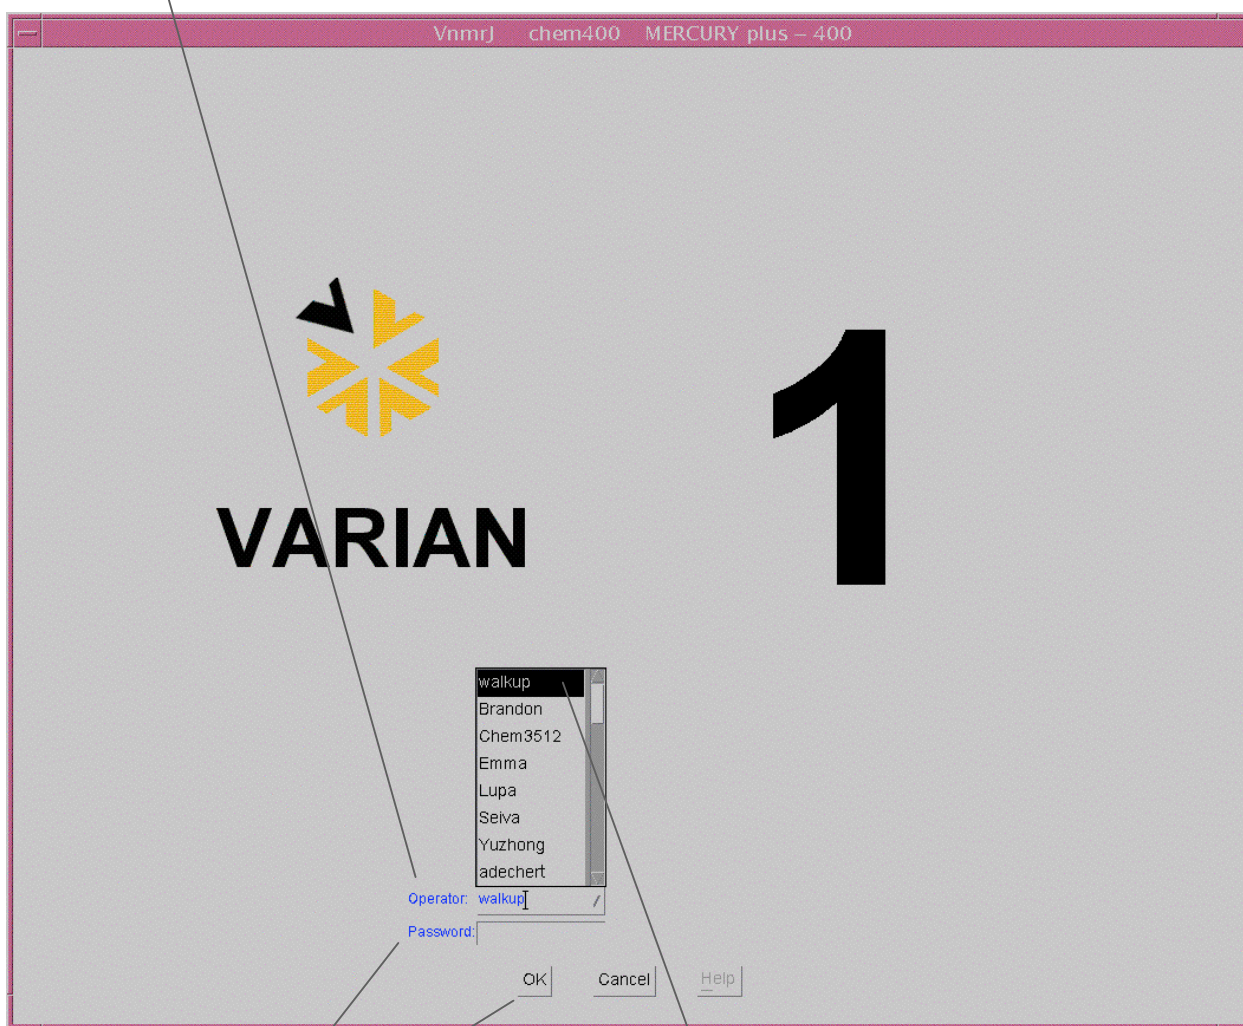 VnmrJ chem400 MERCURY plus – 400
1
VARIAN
walkup
Brandon
Chem3512
Emma
Lupa
Seiva
Yuzhong
adechert
Operator: walkup
Password:
OK Cancel Help